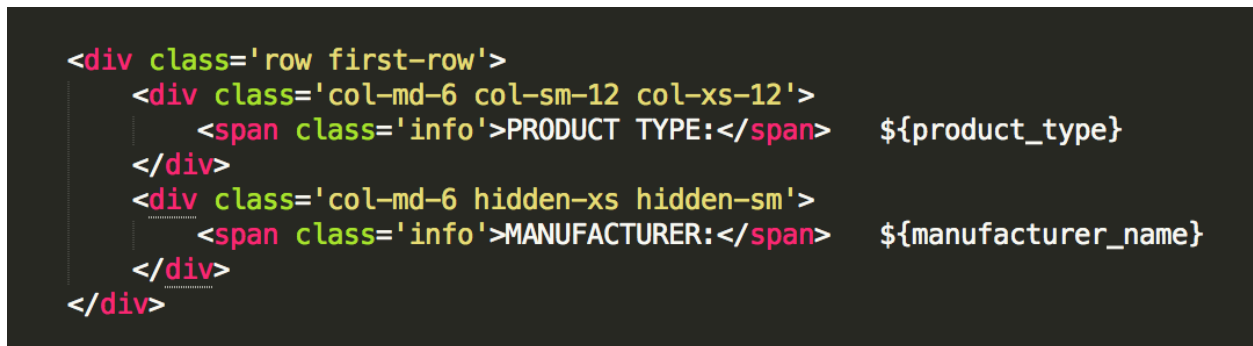 <div class='row first-row'>
<div class='col-md-6 col-sm-12 col-xs-12'>
<span class='info'>PRODUCT TYPE:</span> ${product_type}
</div>
<div class='col-md-6 hidden-xs hidden-sm'>
<span class='info'>MANUFACTURER:</span> ${manufacturer_name}
</div>
</div>